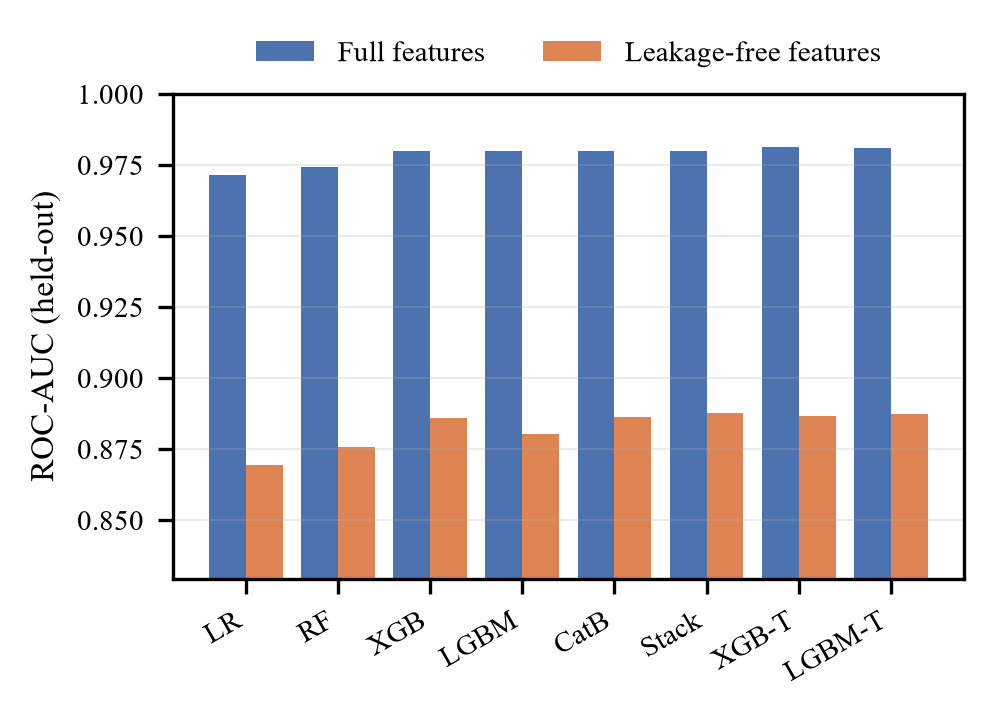 Full features
Leakage-free features
1.000
0.975
0.950
0.925
0.900
0.875
0.850
ROC-AUC (held-out)
LR
RF
XGB
LGBM
CatB
Stack
XGB-T
LGBM-T